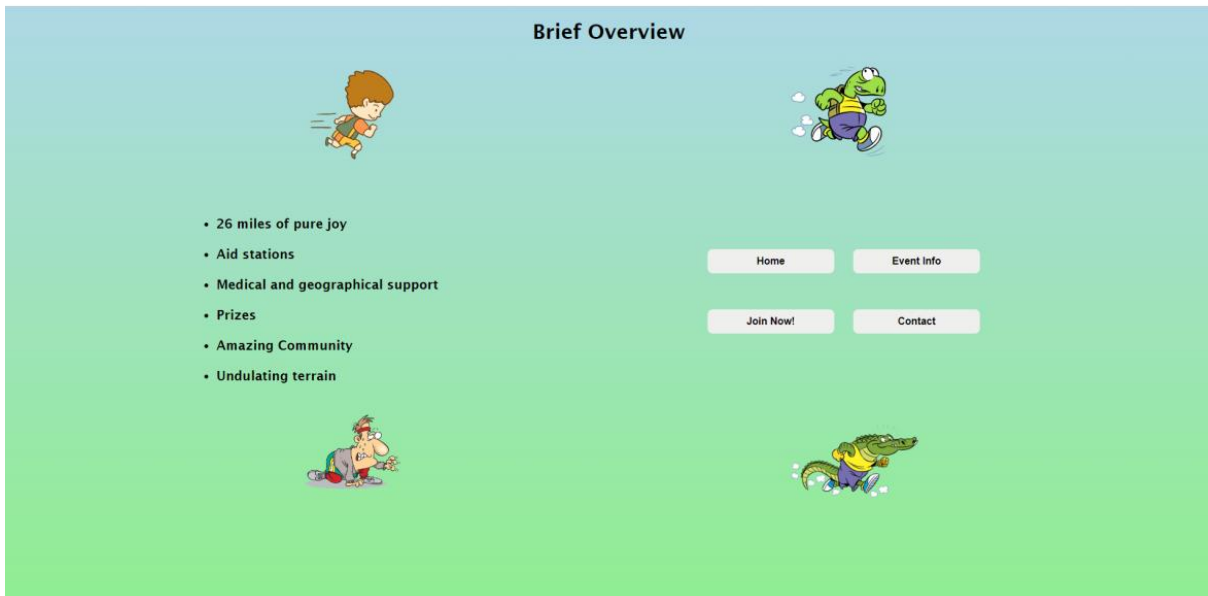 Brief Overview
• 26 miles of pure joy
• Aid stations
• Medical and geographical support
• Prizes
• Amazing Community
• Undulating terrain
Home
Event Info
Join Now!
Contact